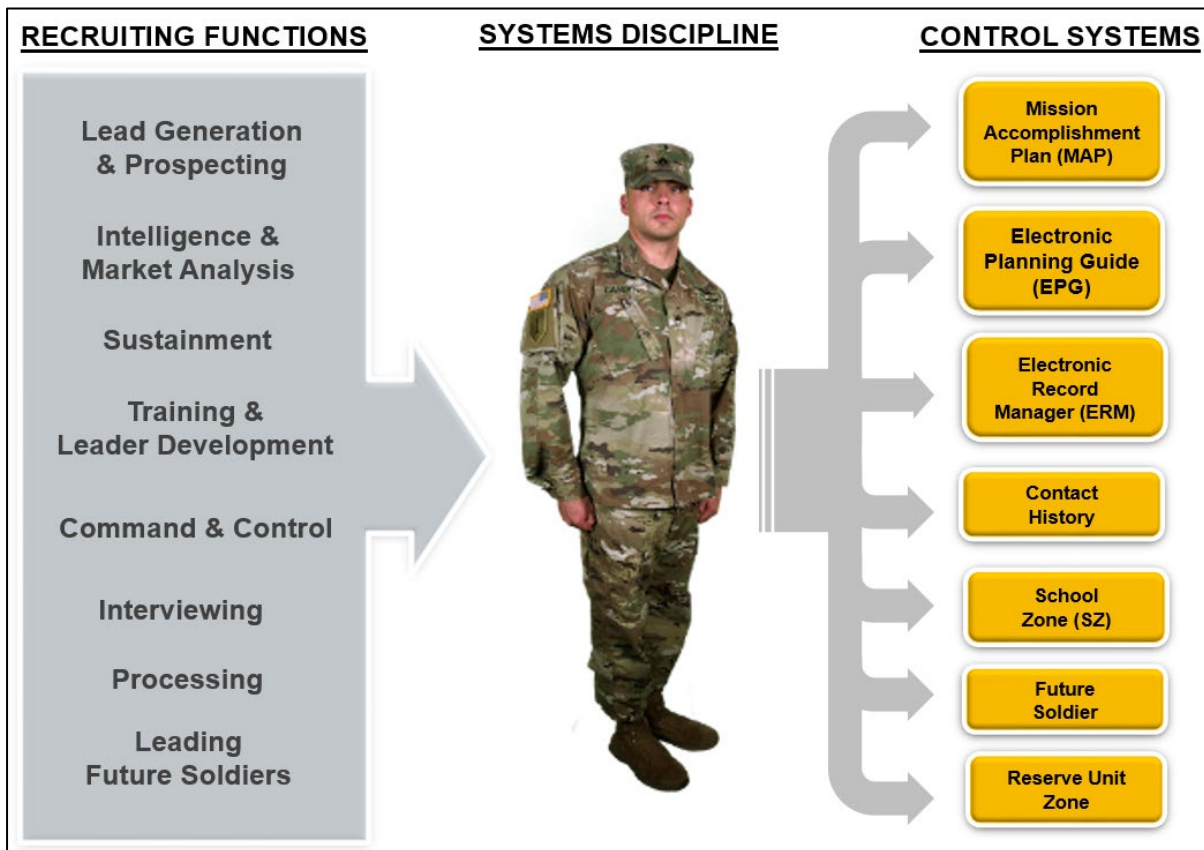 RECRUITING FUNCTIONS
Lead Generation
& Prospecting
Intelligence &
Market Analysis
Sustainment
Training &
Leader Development
Command & Control
Interviewing
Processing
Leading
Future Soldiers
SYSTEMS DISCIPLINE
CONTROL SYSTEMS
Mission
Accomplishment
Plan (MAP)
Electronic
Planning Guide
(EPG)
Electronic
Record
Manager (ERM)
Contact
History
School
Zone (SZ)
Future
Soldier
Reserve Unit
Zone